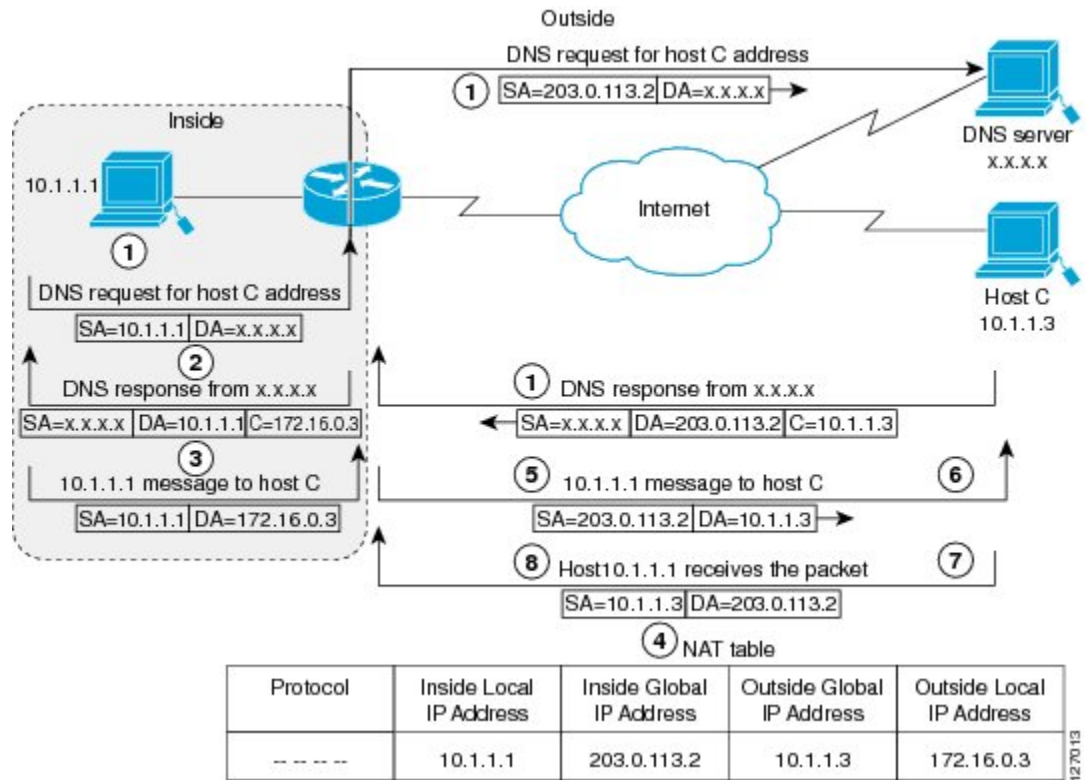 Outside
DNS request for host C address
1 SA=203.0.113.2 DA=x.x.x.x
Inside
10.1.1.1
DNS server
x.x.x.x
Internet
1
DNS request for host C address
SA=10.1.1.1 DA=x.x.x.x
Host C
10.1.1.3
2
DNS response from x.x.x.x
SA=x.x.x.x DA=10.1.1.1 C=172.16.0.3
1 DNS response from x.x.x.x
SA=x.x.x.x DA=203.0.113.2 C=10.1.1.3
3
10.1.1.1 message to host C
SA=10.1.1.1 DA=172.16.0.3
5 10.1.1.1 message to host C 6
SA=203.0.113.2 DA=10.1.1.3
8 Host10.1.1.1 receives the packet 7
SA=10.1.1.3 DA=203.0.113.2
4 NAT table
Protocol Inside Local IP Address Inside Global IP Address Outside Global IP Address Outside Local IP Address
-- -- -- -- 10.1.1.1 203.0.113.2 10.1.1.3 172.16.0.3
127013